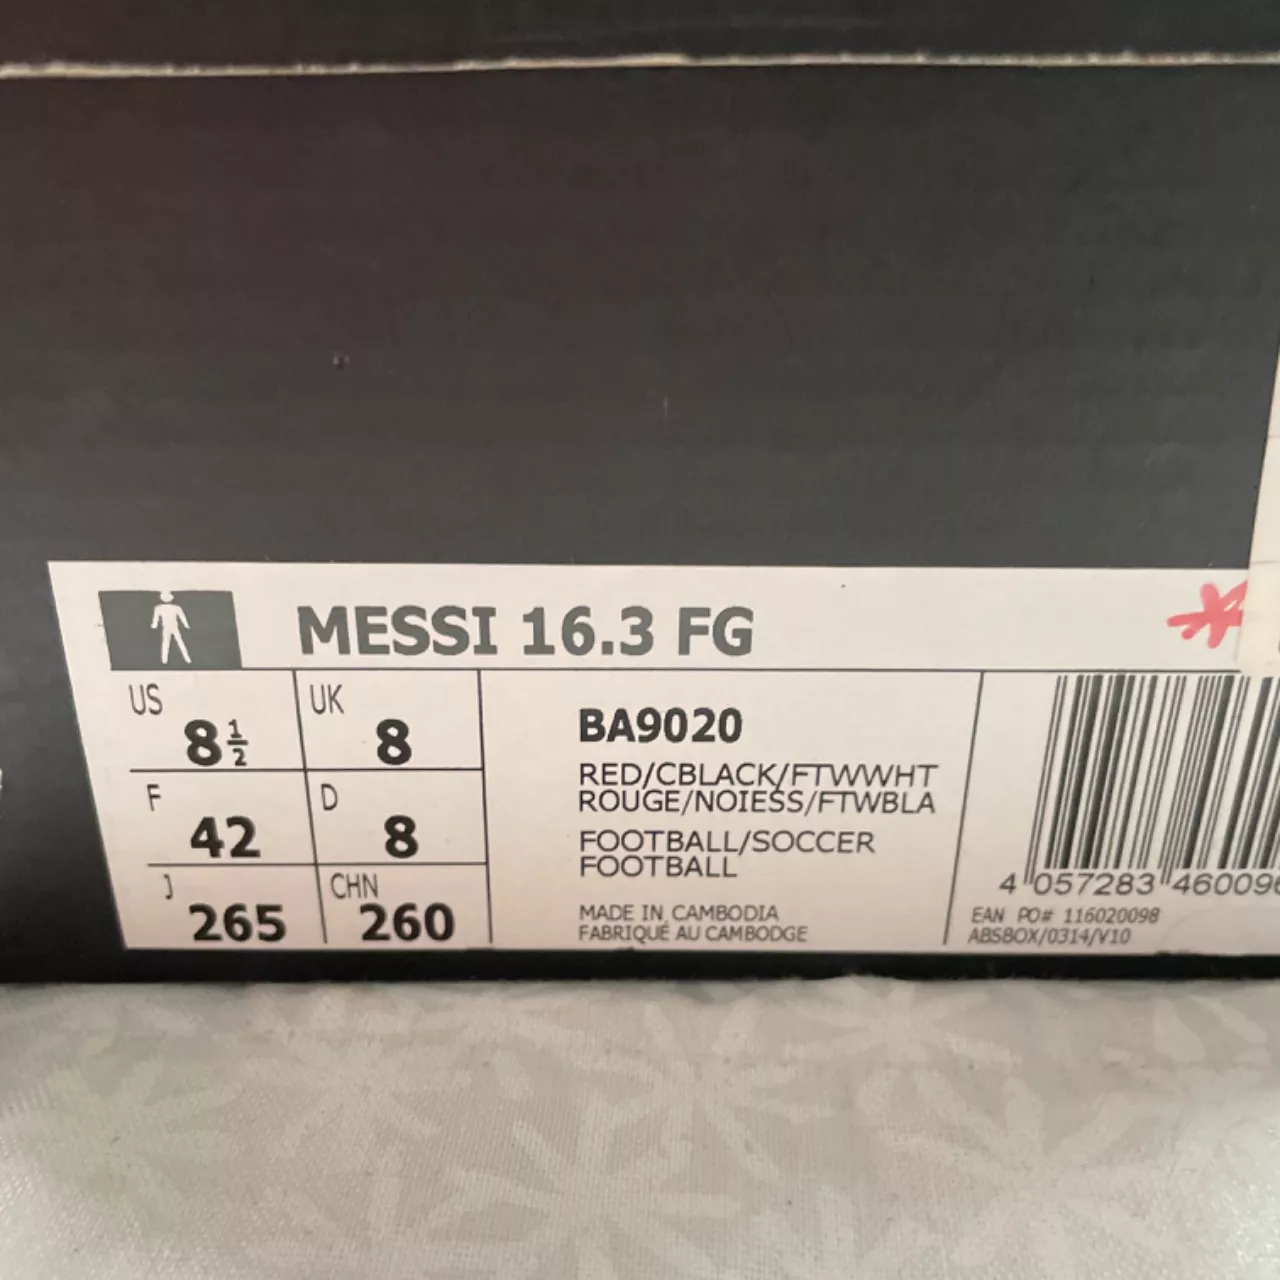 MESSI 16.3 FG
US 8½ UK 8
F 42 D 8
J 265 CHN 260
BA9020
RED/CBLACK/FTWWHT
ROUGE/NOIESS/FTWBLA
FOOTBALL/SOCCER
FOOTBALL
MADE IN CAMBODIA
FABRIQUÉ AU CAMBODGE
4 057283 460096
EAN PO# 116020098
ABSBOX/0314/V10